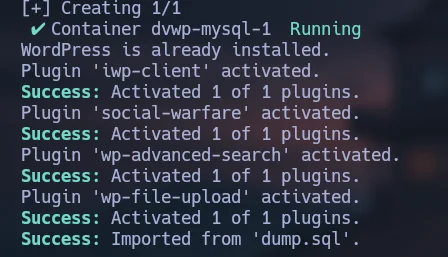 [+] Creating 1/1
✔ Container dvwp-mysql-1  Running
WordPress is already installed.
Plugin 'iwp-client' activated.
Success: Activated 1 of 1 plugins.
Plugin 'social-warfare' activated.
Success: Activated 1 of 1 plugins.
Plugin 'wp-advanced-search' activated.
Success: Activated 1 of 1 plugins.
Plugin 'wp-file-upload' activated.
Success: Activated 1 of 1 plugins.
Success: Imported from 'dump.sql'.